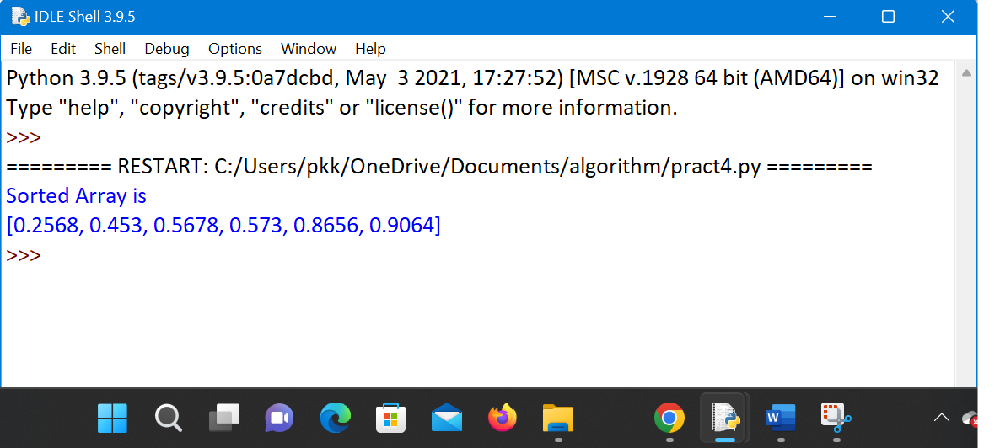 IDLE Shell 3.9.5
File Edit Shell Debug Options Window Help
Python 3.9.5 (tags/v3.9.5:0a7dcbd, May  3 2021, 17:27:52) [MSC v.1928 64 bit (AMD64)] on win32
Type "help", "copyright", "credits" or "license()" for more information.
>>>
========= RESTART: C:/Users/pkk/OneDrive/Documents/algorithm/pract4.py =========
Sorted Array is
[0.2568, 0.453, 0.5678, 0.573, 0.8656, 0.9064]
>>>
W